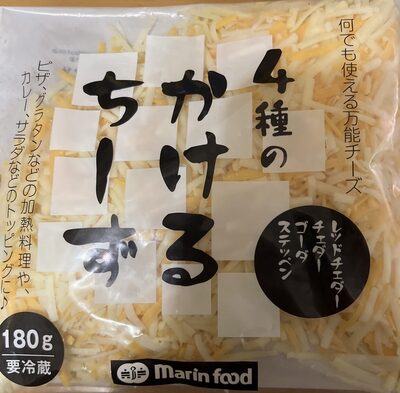 何でも使える万能チーズ
4種の
かける
ちーず
レッドチェダー
チェダー
ゴーダ
ステッペン
ピザ、グラタンなどの加熱料理や、
カレー、サラダなどのトッピングに♪
180g
要冷蔵
marin food